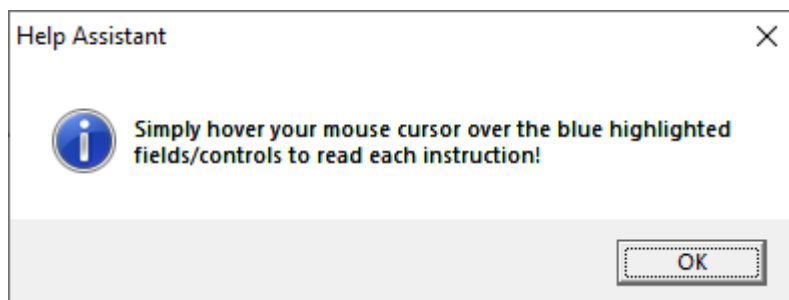 Help Assistant
Simply hover your mouse cursor over the blue highlighted
fields/controls to read each instruction!
OK